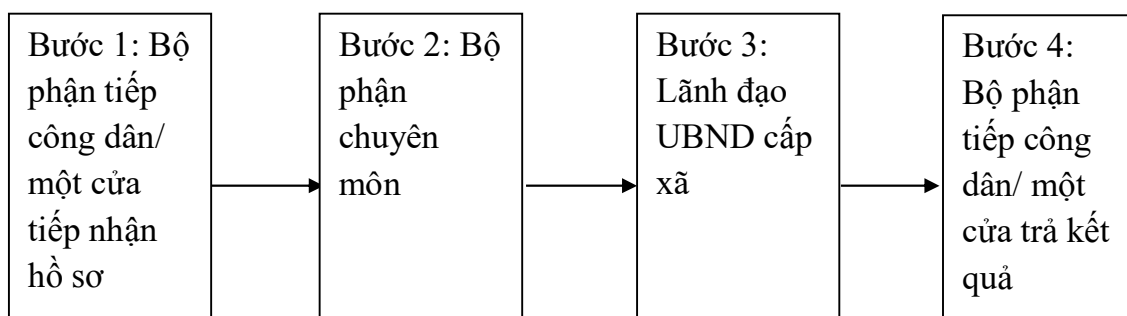 Bước 1: Bộ
phận tiếp
công dân/
một cửa
tiếp nhận
hồ sơ
Bước 2: Bộ
phận
chuyên
môn
Bước 3:
Lãnh đạo
UBND cấp
xã
Bước 4:
Bộ phận
tiếp công
dân/ một
cửa trả kết
quả